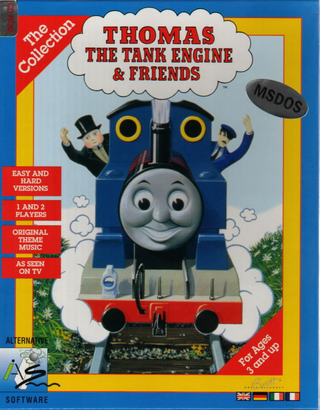 The
Collection
THOMAS
THE TANK ENGINE
& FRIENDS
™
MSDOS
EASY AND
HARD
VERSIONS
1 AND 2
PLAYERS
ORIGINAL
THEME
MUSIC
AS SEEN
ON TV
ALTERNATIVE
SOFTWARE
For Ages
3 and up